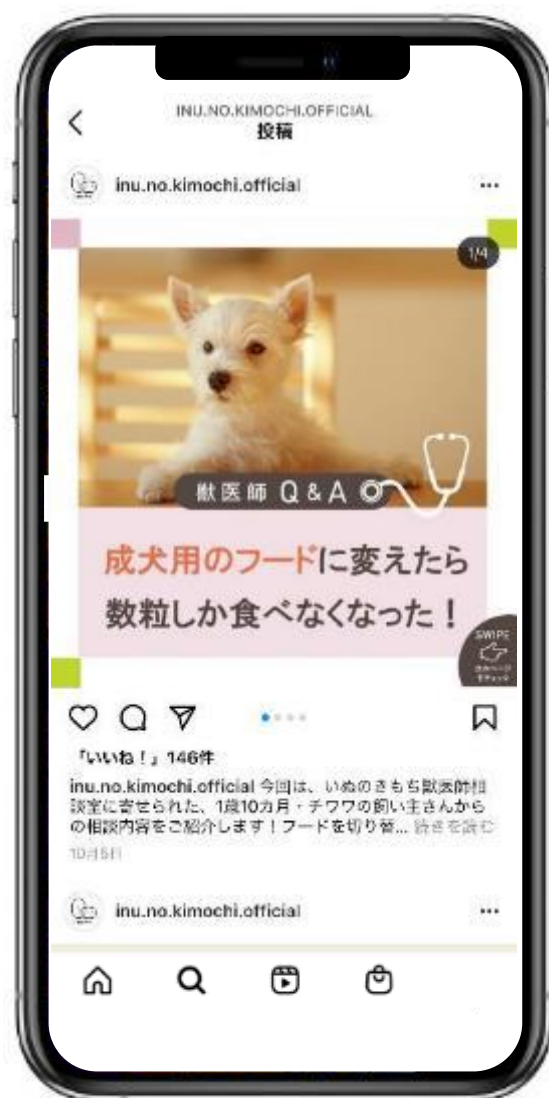 INU.NO.KIMOCHI.OFFICIAL
投稿
inu.no.kimochi.official
1/4
獣医師 Q & A
成犬用のフードに変えたら
数粒しか食べなくなった！
SWIPE
「いいね！」146件
inu.no.kimochi.official 今回は、いぬのきもち獣医師相
談室に寄せられた、1歳10カ月・チワワの飼い主さんから
の相談内容をご紹介します！フードを切り替... 続きを読む
10月5日
inu.no.kimochi.official